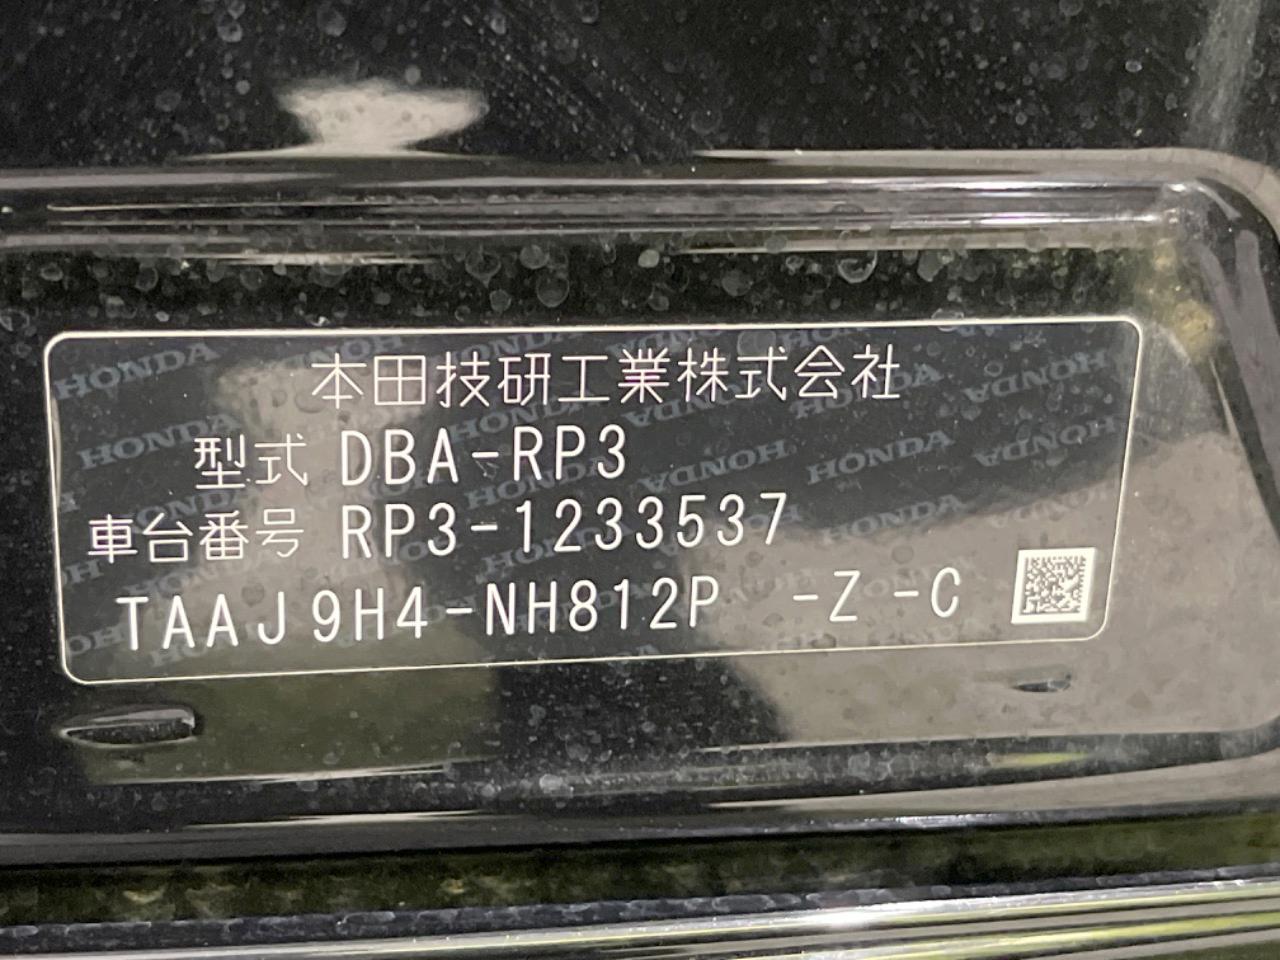 本田技研工業株式会社
型式 DBA-RP3
車台番号 RP3-1233537
TAAJ9H4-NH812P -Z -C